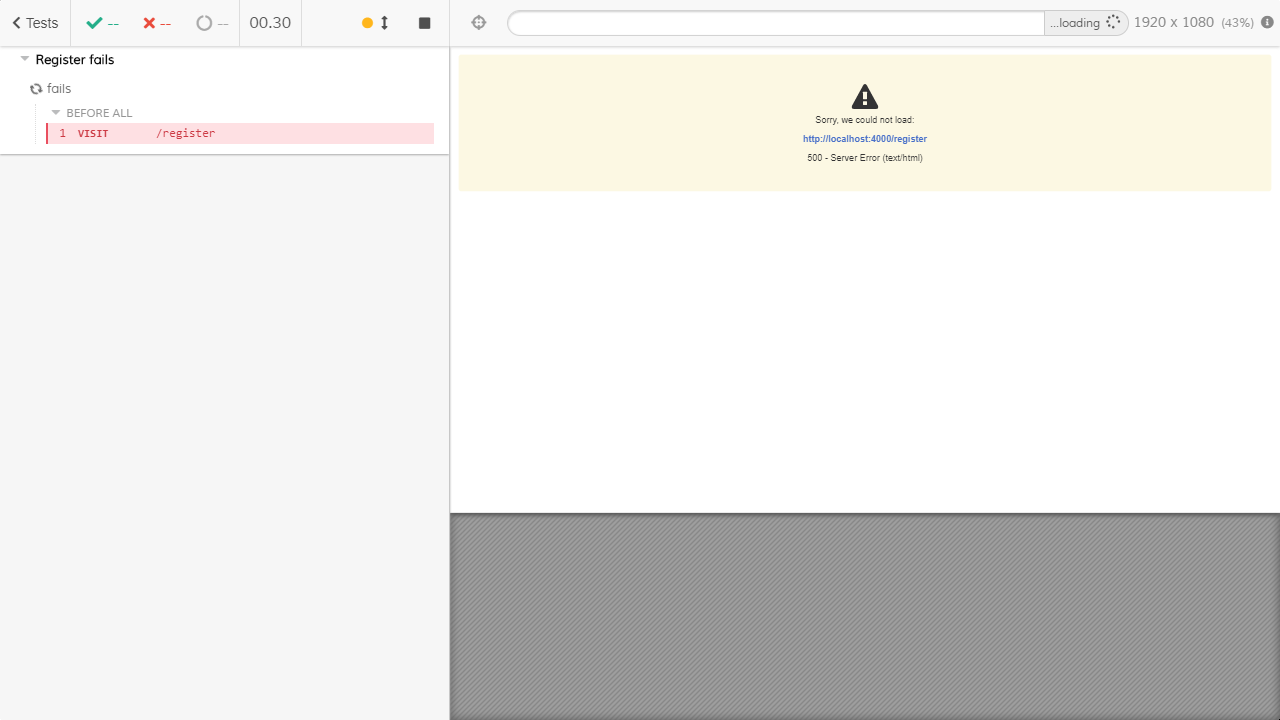 Tests -- -- -- 00.30 ...loading 1920 x 1080 (43%)
Register fails
fails
BEFORE ALL
1 VISIT /register
Sorry, we could not load:
http://localhost:4000/register
500 - Server Error (text/html)